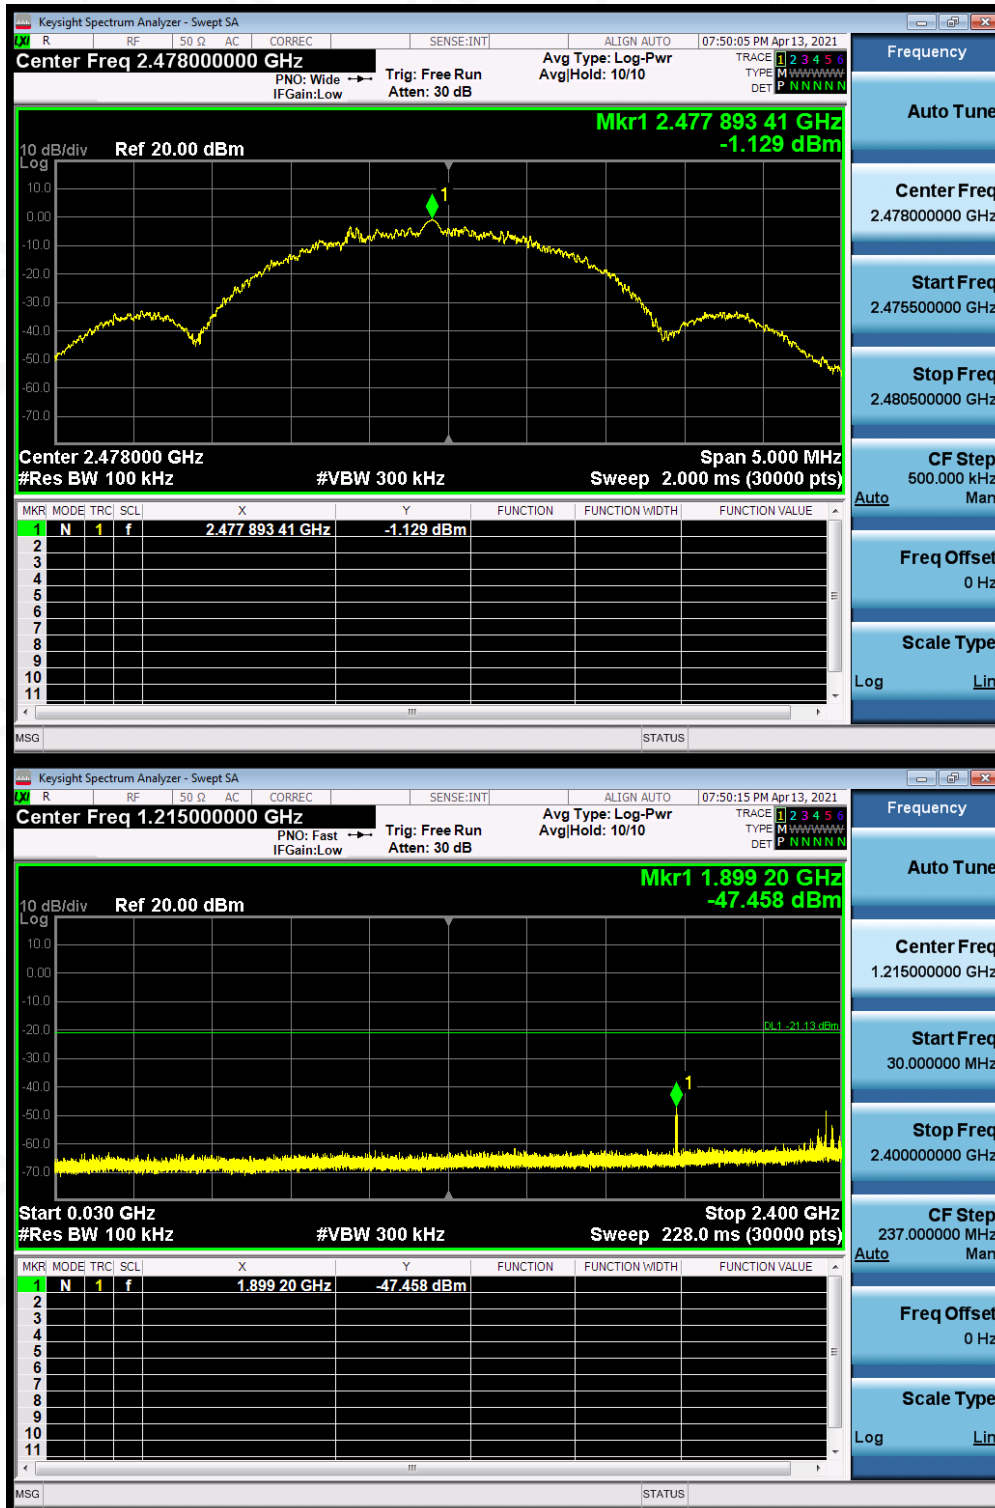 Keysight Spectrum Analyzer - Swept SA
LXI R RF 50 Ω AC CORREC SENSE:INT ALIGN AUTO 07:50:05 PM Apr 13, 2021
Center Freq 2.478000000 GHz
PNO: Wide
IFGain:Low
Trig: Free Run
Atten: 30 dB
Avg Type: Log-Pwr
Avg|Hold: 10/10
TRACE 1 2 3 4 5 6
TYPE M WWWWW
DET P N N N N N
Mkr1 2.477 893 41 GHz
-1.129 dBm
10 dB/div Ref 20.00 dBm
Log
10.0
0.00
-10.0
-20.0
-30.0
-40.0
-50.0
-60.0
-70.0
1
Center 2.478000 GHz Span 5.000 MHz
#Res BW 100 kHz #VBW 300 kHz Sweep 2.000 ms (30000 pts)
MKR MODE TRC SCL X Y FUNCTION FUNCTION WIDTH FUNCTION VALUE
1 N 1 f 2.477 893 41 GHz -1.129 dBm
2
3
4
5
6
7
8
9
10
11
MSG STATUS
Frequency
Auto Tune
Center Freq
2.478000000 GHz
Start Freq
2.475500000 GHz
Stop Freq
2.480500000 GHz
CF Step
500.000 kHz
Auto Man
Freq Offset
0 Hz
Scale Type
Log Lin
Keysight Spectrum Analyzer - Swept SA
LXI R RF 50 Ω AC CORREC SENSE:INT ALIGN AUTO 07:50:15 PM Apr 13, 2021
Center Freq 1.215000000 GHz
PNO: Fast
IFGain:Low
Trig: Free Run
Atten: 30 dB
Avg Type: Log-Pwr
Avg|Hold: 10/10
TRACE 1 2 3 4 5 6
TYPE M WWWWW
DET P N N N N N
Mkr1 1.899 20 GHz
-47.458 dBm
10 dB/div Ref 20.00 dBm
Log
10.0
0.00
-10.0
-20.0
-30.0
-40.0
-50.0
-60.0
-70.0
DL1 -21.13 dBm
1
Start 0.030 GHz Stop 2.400 GHz
#Res BW 100 kHz #VBW 300 kHz Sweep 228.0 ms (30000 pts)
MKR MODE TRC SCL X Y FUNCTION FUNCTION WIDTH FUNCTION VALUE
1 N 1 f 1.899 20 GHz -47.458 dBm
2
3
4
5
6
7
8
9
10
11
MSG STATUS
Frequency
Auto Tune
Center Freq
1.215000000 GHz
Start Freq
30.000000 MHz
Stop Freq
2.400000000 GHz
CF Step
237.000000 MHz
Auto Man
Freq Offset
0 Hz
Scale Type
Log Lin